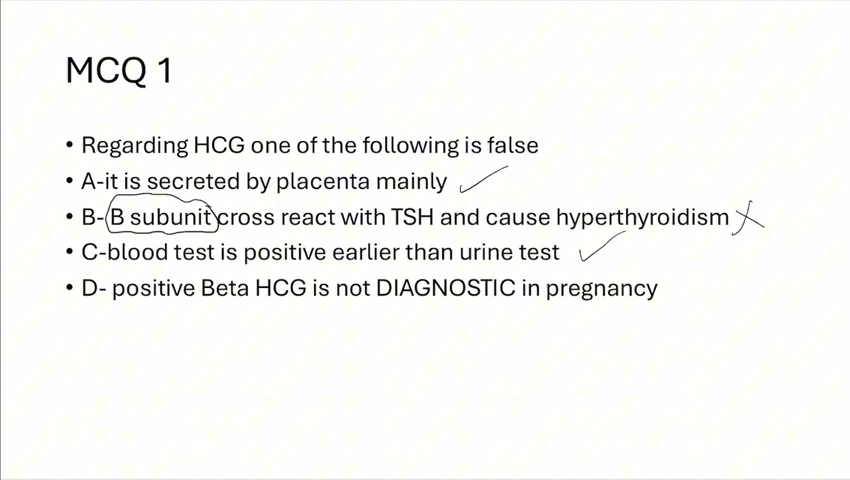 MCQ 1
• Regarding HCG one of the following is false
• A-it is secreted by placenta mainly
• B- B subunit cross react with TSH and cause hyperthyroidism
• C-blood test is positive earlier than urine test
• D- positive Beta HCG is not DIAGNOSTIC in pregnancy